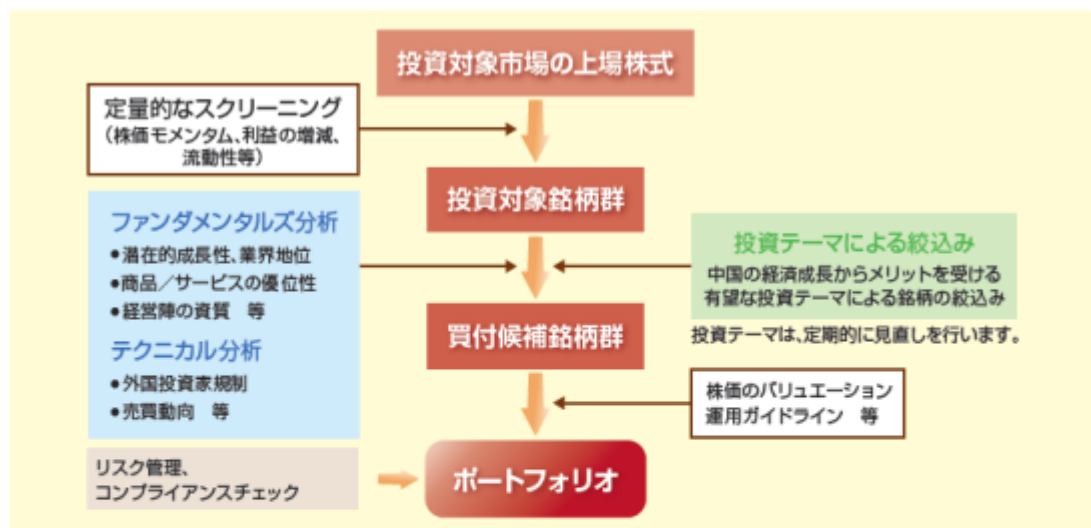 投資対象市場の上場株式
定量的なスクリーニング
（株価モメンタム、利益の増減、
流動性等）
投資対象銘柄群
ファンダメンタルズ分析
●潜在的成長性、業界地位
●商品／サービスの優位性
●経営陣の資質　等
テクニカル分析
●外国投資家規制
●売買動向　等
投資テーマによる絞込み
中国の経済成長からメリットを受ける
有望な投資テーマによる銘柄の絞込み
投資テーマは、定期的に見直しを行います。
買付候補銘柄群
株価のバリュエーション
運用ガイドライン　等
リスク管理、
コンプライアンスチェック
ポートフォリオ